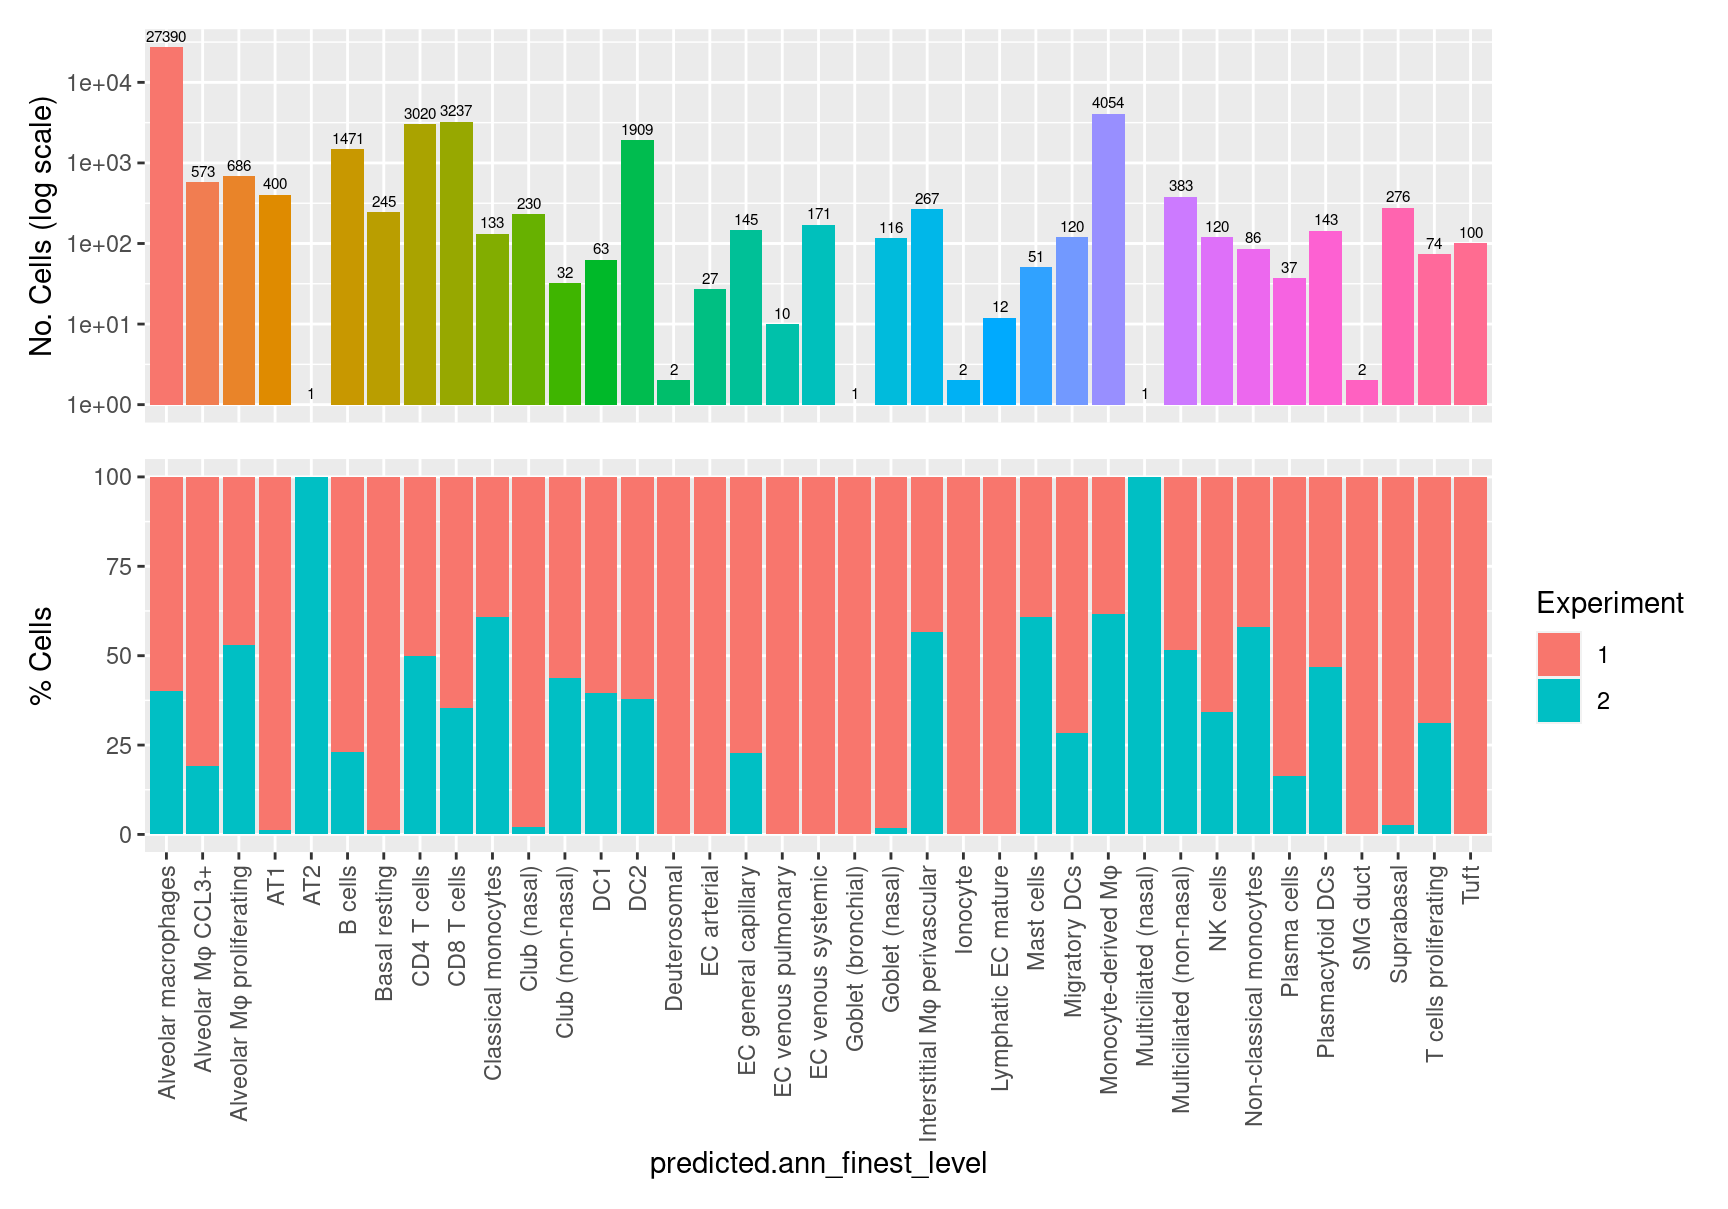 No. Cells (log scale)
1e+04
1e+03
1e+02
1e+01
1e+00
27390
573
686
400
1
1471
245
3020
3237
133
230
32
63
1909
2
27
145
10
171
1
116
267
2
12
51
120
4054
1
383
120
86
37
143
2
276
74
100
% Cells
100
75
50
25
0
Alveolar macrophages
Alveolar Mφ CCL3+
Alveolar Mφ proliferating
AT1
AT2
B cells
Basal resting
CD4 T cells
CD8 T cells
Classical monocytes
Club (nasal)
Club (non-nasal)
DC1
DC2
Deuterosomal
EC arterial
EC general capillary
EC venous pulmonary
EC venous systemic
Goblet (bronchial)
Goblet (nasal)
Interstitial Mφ perivascular
Ionocyte
Lymphatic EC mature
Mast cells
Migratory DCs
Monocyte-derived Mφ
Multiciliated (nasal)
Multiciliated (non-nasal)
NK cells
Non-classical monocytes
Plasma cells
Plasmacytoid DCs
SMG duct
Suprabasal
T cells proliferating
Tuft
predicted.ann_finest_level
Experiment
1
2